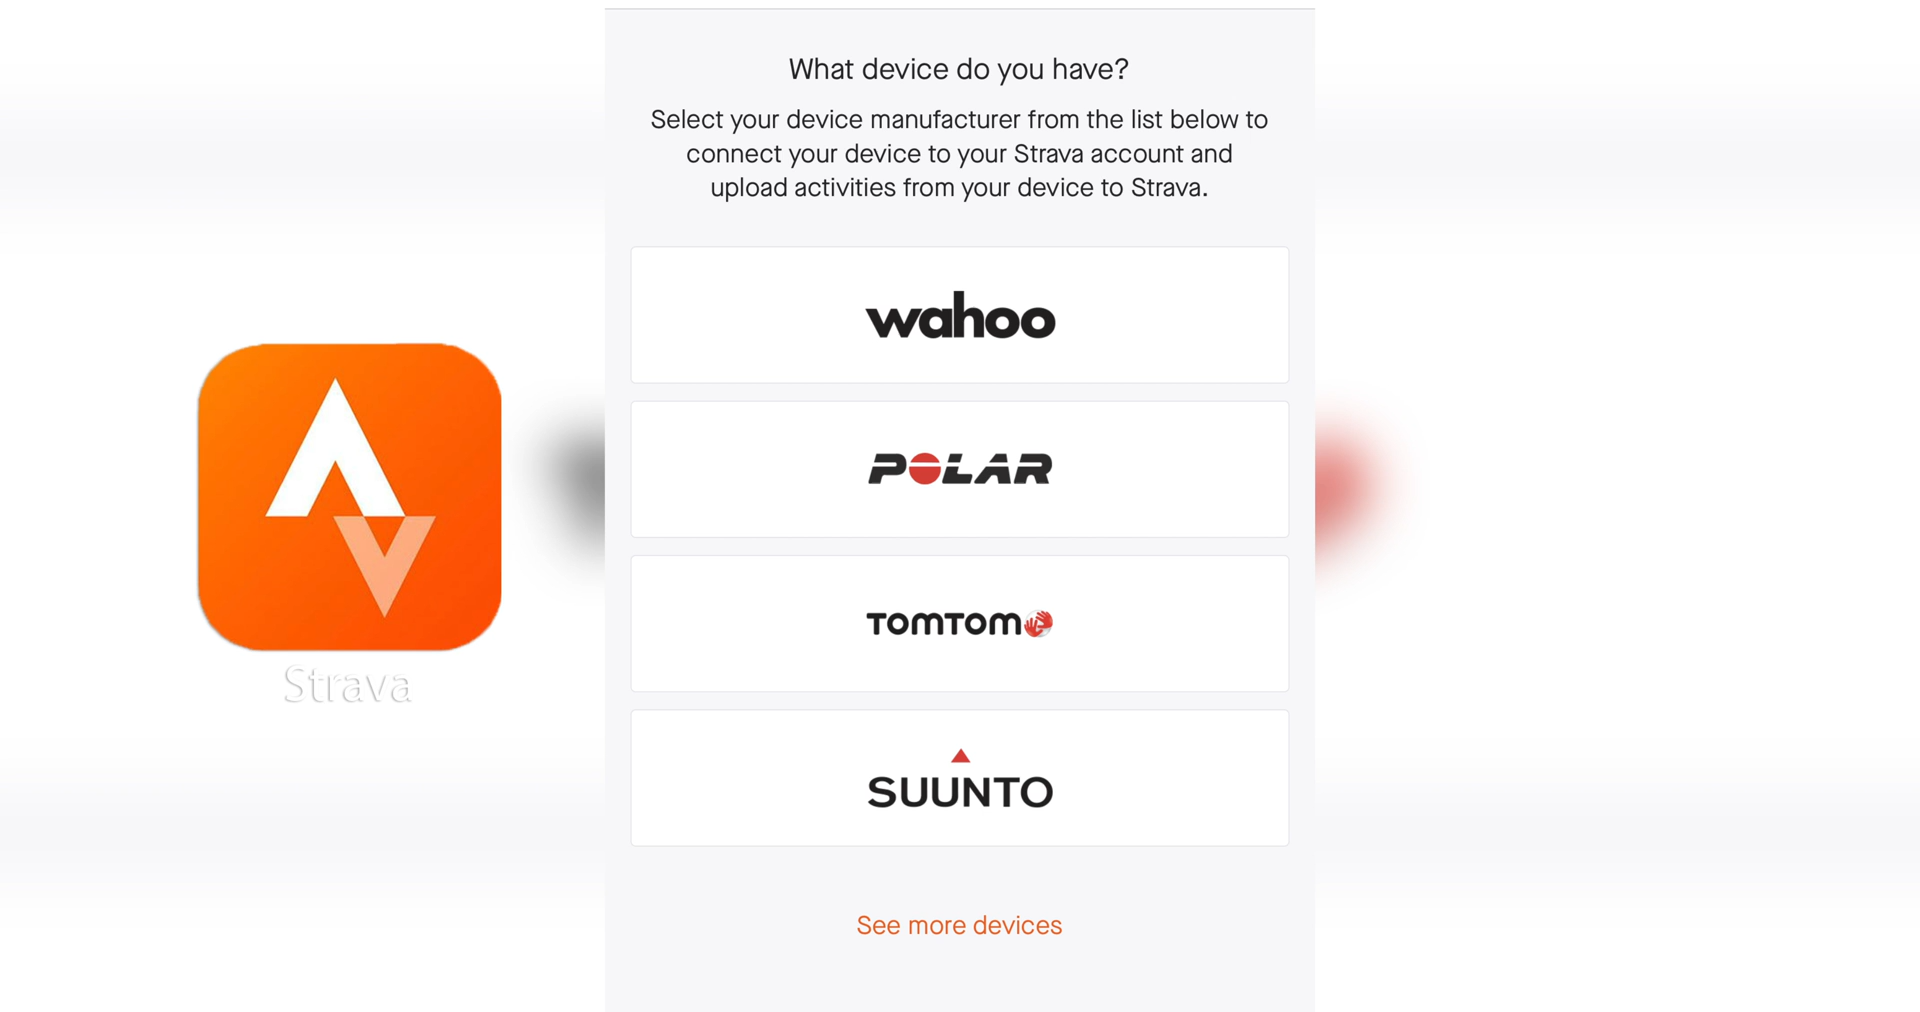 Strava
What device do you have?
Select your device manufacturer from the list below to
connect your device to your Strava account and
upload activities from your device to Strava.
wahoo
POLAR
TOMTOM
SUUNTO
See more devices